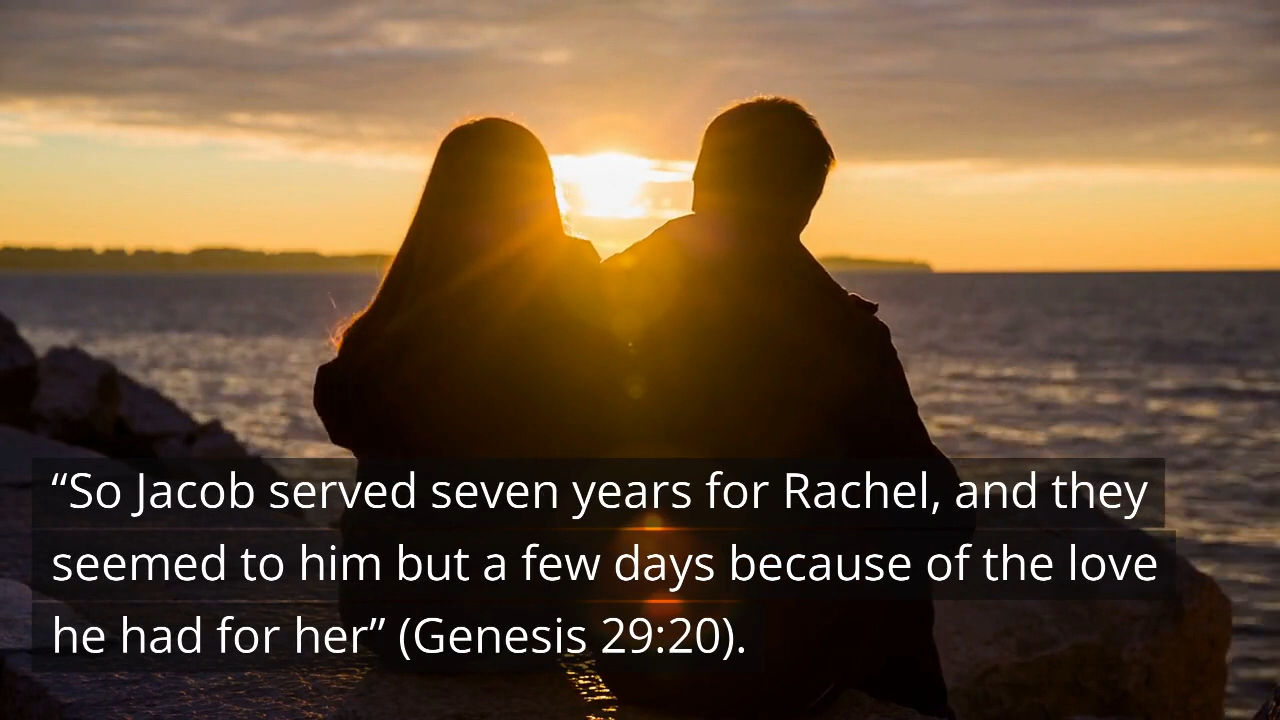 “So Jacob served seven years for Rachel, and they
seemed to him but a few days because of the love
he had for her” (Genesis 29:20).